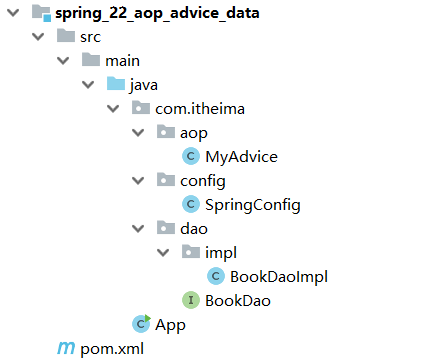 spring_22_aop_advice_data
src
main
java
com.itheima
aop
C MyAdvice
config
C SpringConfig
dao
impl
C BookDaoImpl
I BookDao
C App
m pom.xml